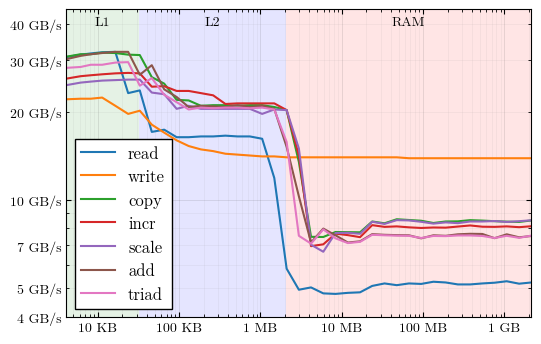 L1 L2 RAM
40 GB/s
30 GB/s
20 GB/s
10 GB/s
7 GB/s
5 GB/s
4 GB/s
read
write
copy
incr
scale
add
triad
10 KB 100 KB 1 MB 10 MB 100 MB 1 GB